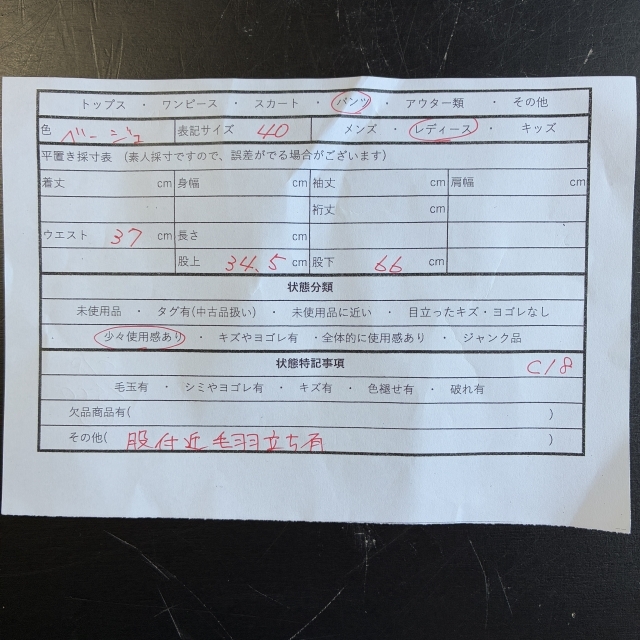 トップス ・ ワンピース ・ スカート ・ パンツ ・ アウター類 ・ その他
色 ベージュ 表記サイズ 40 メンズ ・ レディース ・ キッズ
平置き採寸表 (素人採寸ですので、誤差がでる場合がございます)
着丈 cm 身幅 cm 袖丈 cm 肩幅 cm
裄丈 cm
ウエスト 37 cm 長さ cm
股上 34.5 cm 股下 66 cm
状態分類
未使用品 ・ タグ有(中古品扱い) ・ 未使用品に近い ・ 目立ったキズ・ヨゴレなし
少々使用感あり ・ キズやヨゴレ有 ・全体的に使用感あり ・ ジャンク品
状態特記事項 C18
毛玉有 ・ シミやヨゴレ有 ・ キズ有 ・ 色褪せ有 ・ 破れ有
欠品商品有( )
その他( 股付近毛羽立ち有 )